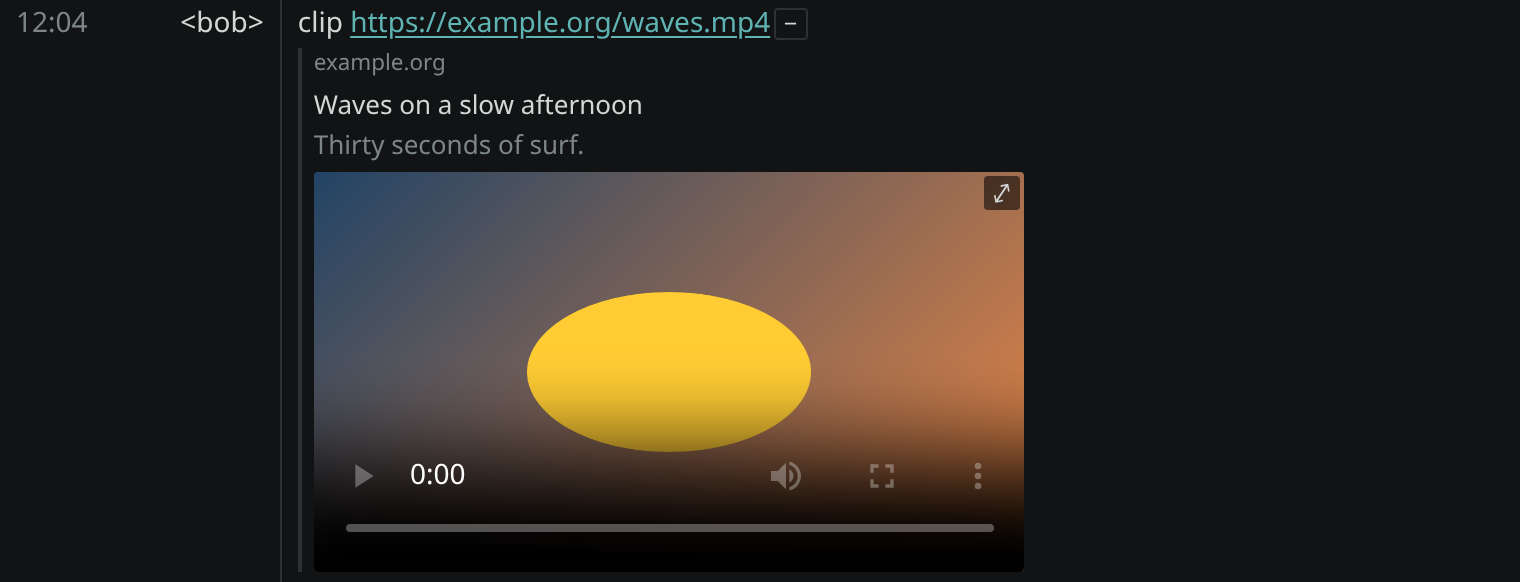 12:04 <bob> clip https://example.org/waves.mp4 −
example.org
Waves on a slow afternoon
Thirty seconds of surf.
0:00